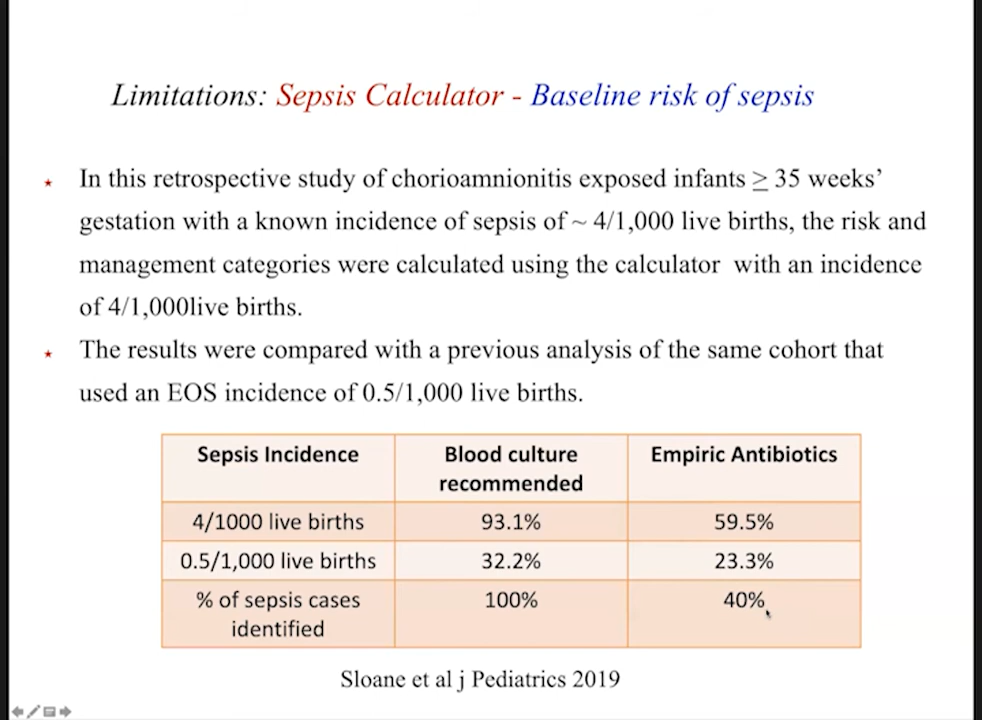 Limitations: Sepsis Calculator - Baseline risk of sepsis
In this retrospective study of chorioamnionitis exposed infants ≥ 35 weeks’
gestation with a known incidence of sepsis of ~ 4/1,000 live births, the risk and
management categories were calculated using the calculator with an incidence
of 4/1,000live births.
The results were compared with a previous analysis of the same cohort that
used an EOS incidence of 0.5/1,000 live births.
Sepsis Incidence Blood culture recommended Empiric Antibiotics
4/1000 live births 93.1% 59.5%
0.5/1,000 live births 32.2% 23.3%
% of sepsis cases identified 100% 40%
Sloane et al j Pediatrics 2019